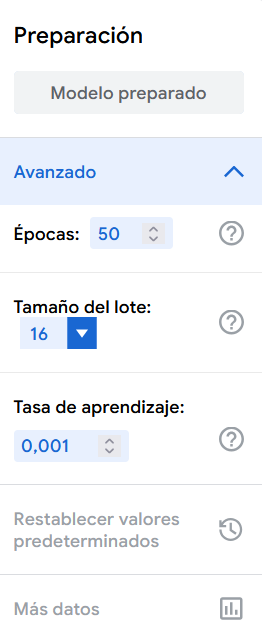 Preparación
Modelo preparado
Avanzado
Épocas: 50
Tamaño del lote:
16
Tasa de aprendizaje:
0,001
Restablecer valores
predeterminados
Más datos